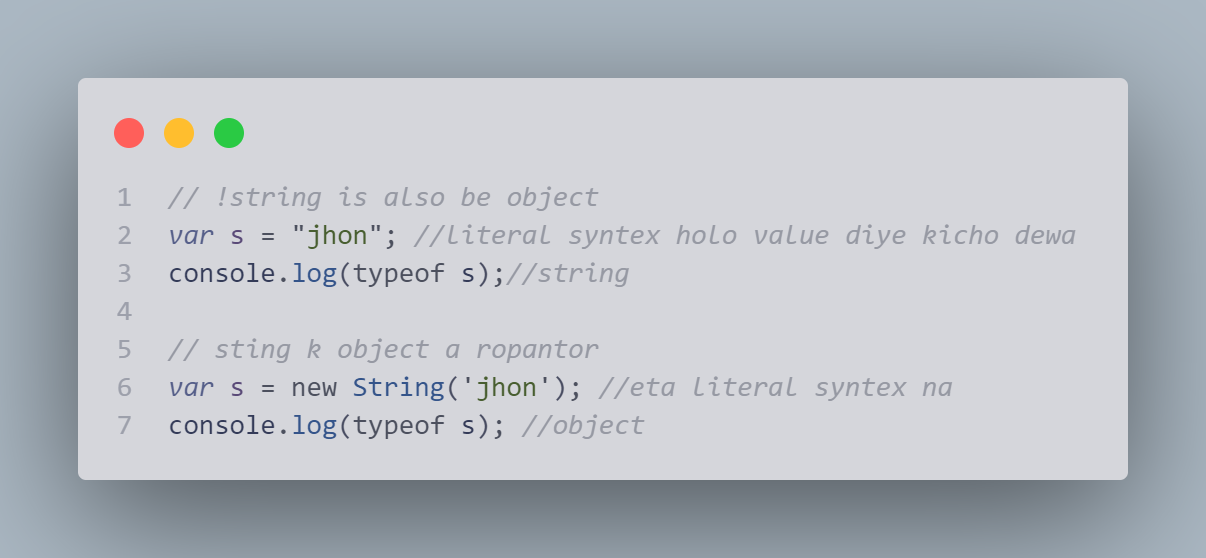 1 // !string is also be object
2 var s = "jhon"; //literal syntex holo value diye kicho dewa
3 console.log(typeof s);//string
4
5 // sting k object a ropantor
6 var s = new String('jhon'); //eta literal syntex na
7 console.log(typeof s); //object